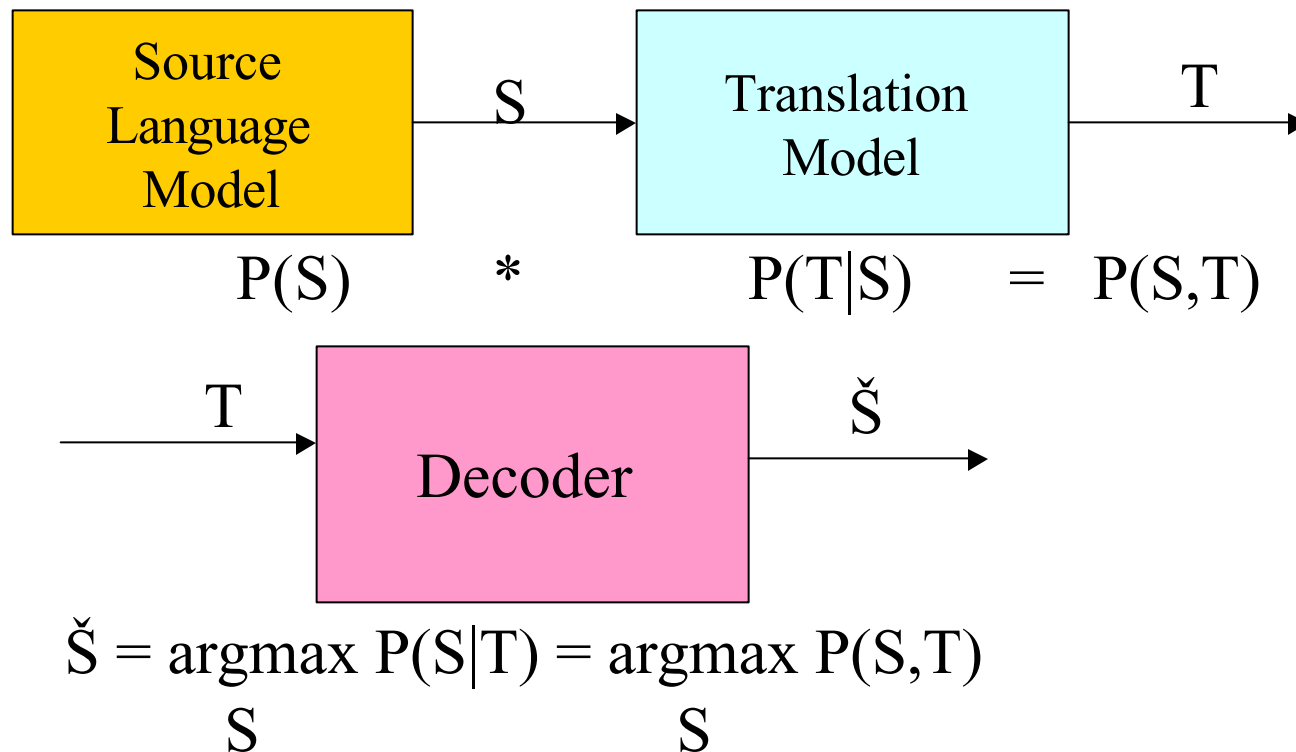 Source
Language
Model
S
Translation
Model
T
P(S) * P(T|S) = P(S,T)
T
Decoder
Š
Š = argmax P(S|T) = argmax P(S,T)
S S